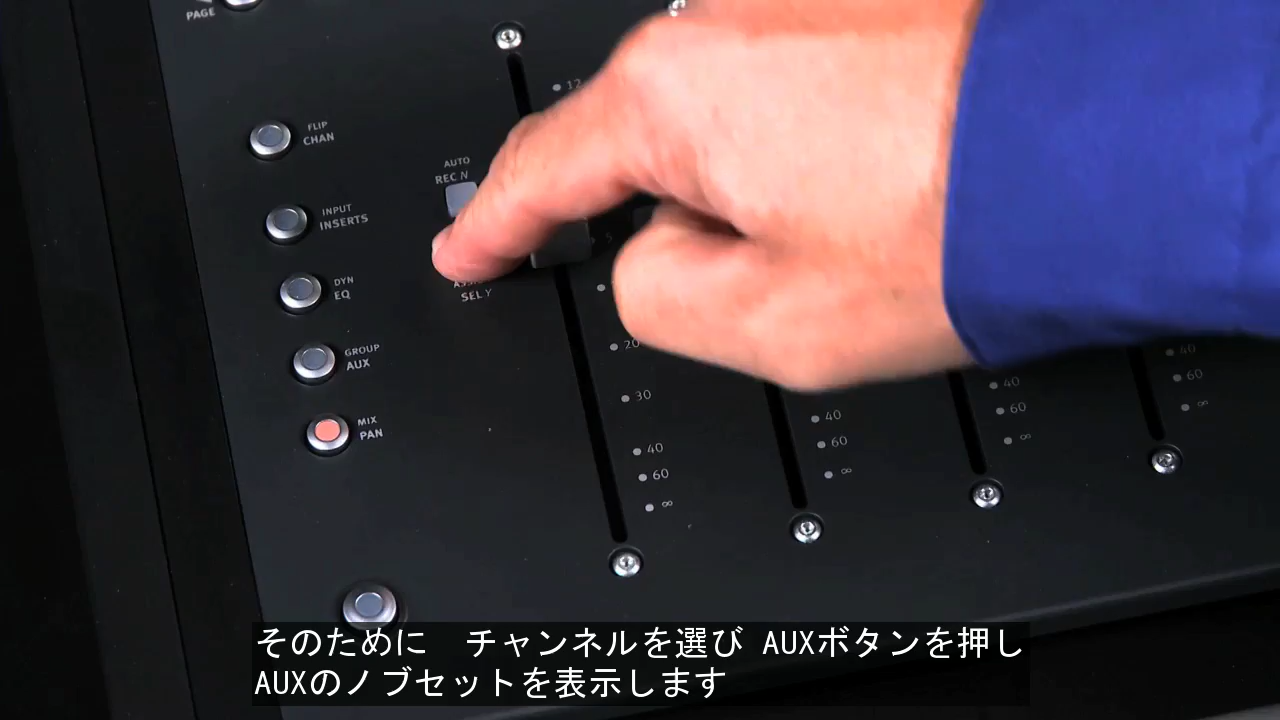 PAGE
12
FLIP
CHAN
AUTO
REC N
INPUT
INSERTS
5
DYN
EQ
SEL Y
GROUP
AUX
20
30
40
60
∞
MIX
PAN
40
60
∞
40
60
∞
40
60
∞
そのために チャンネルを選び AUXボタンを押し
AUXのノブセットを表示します